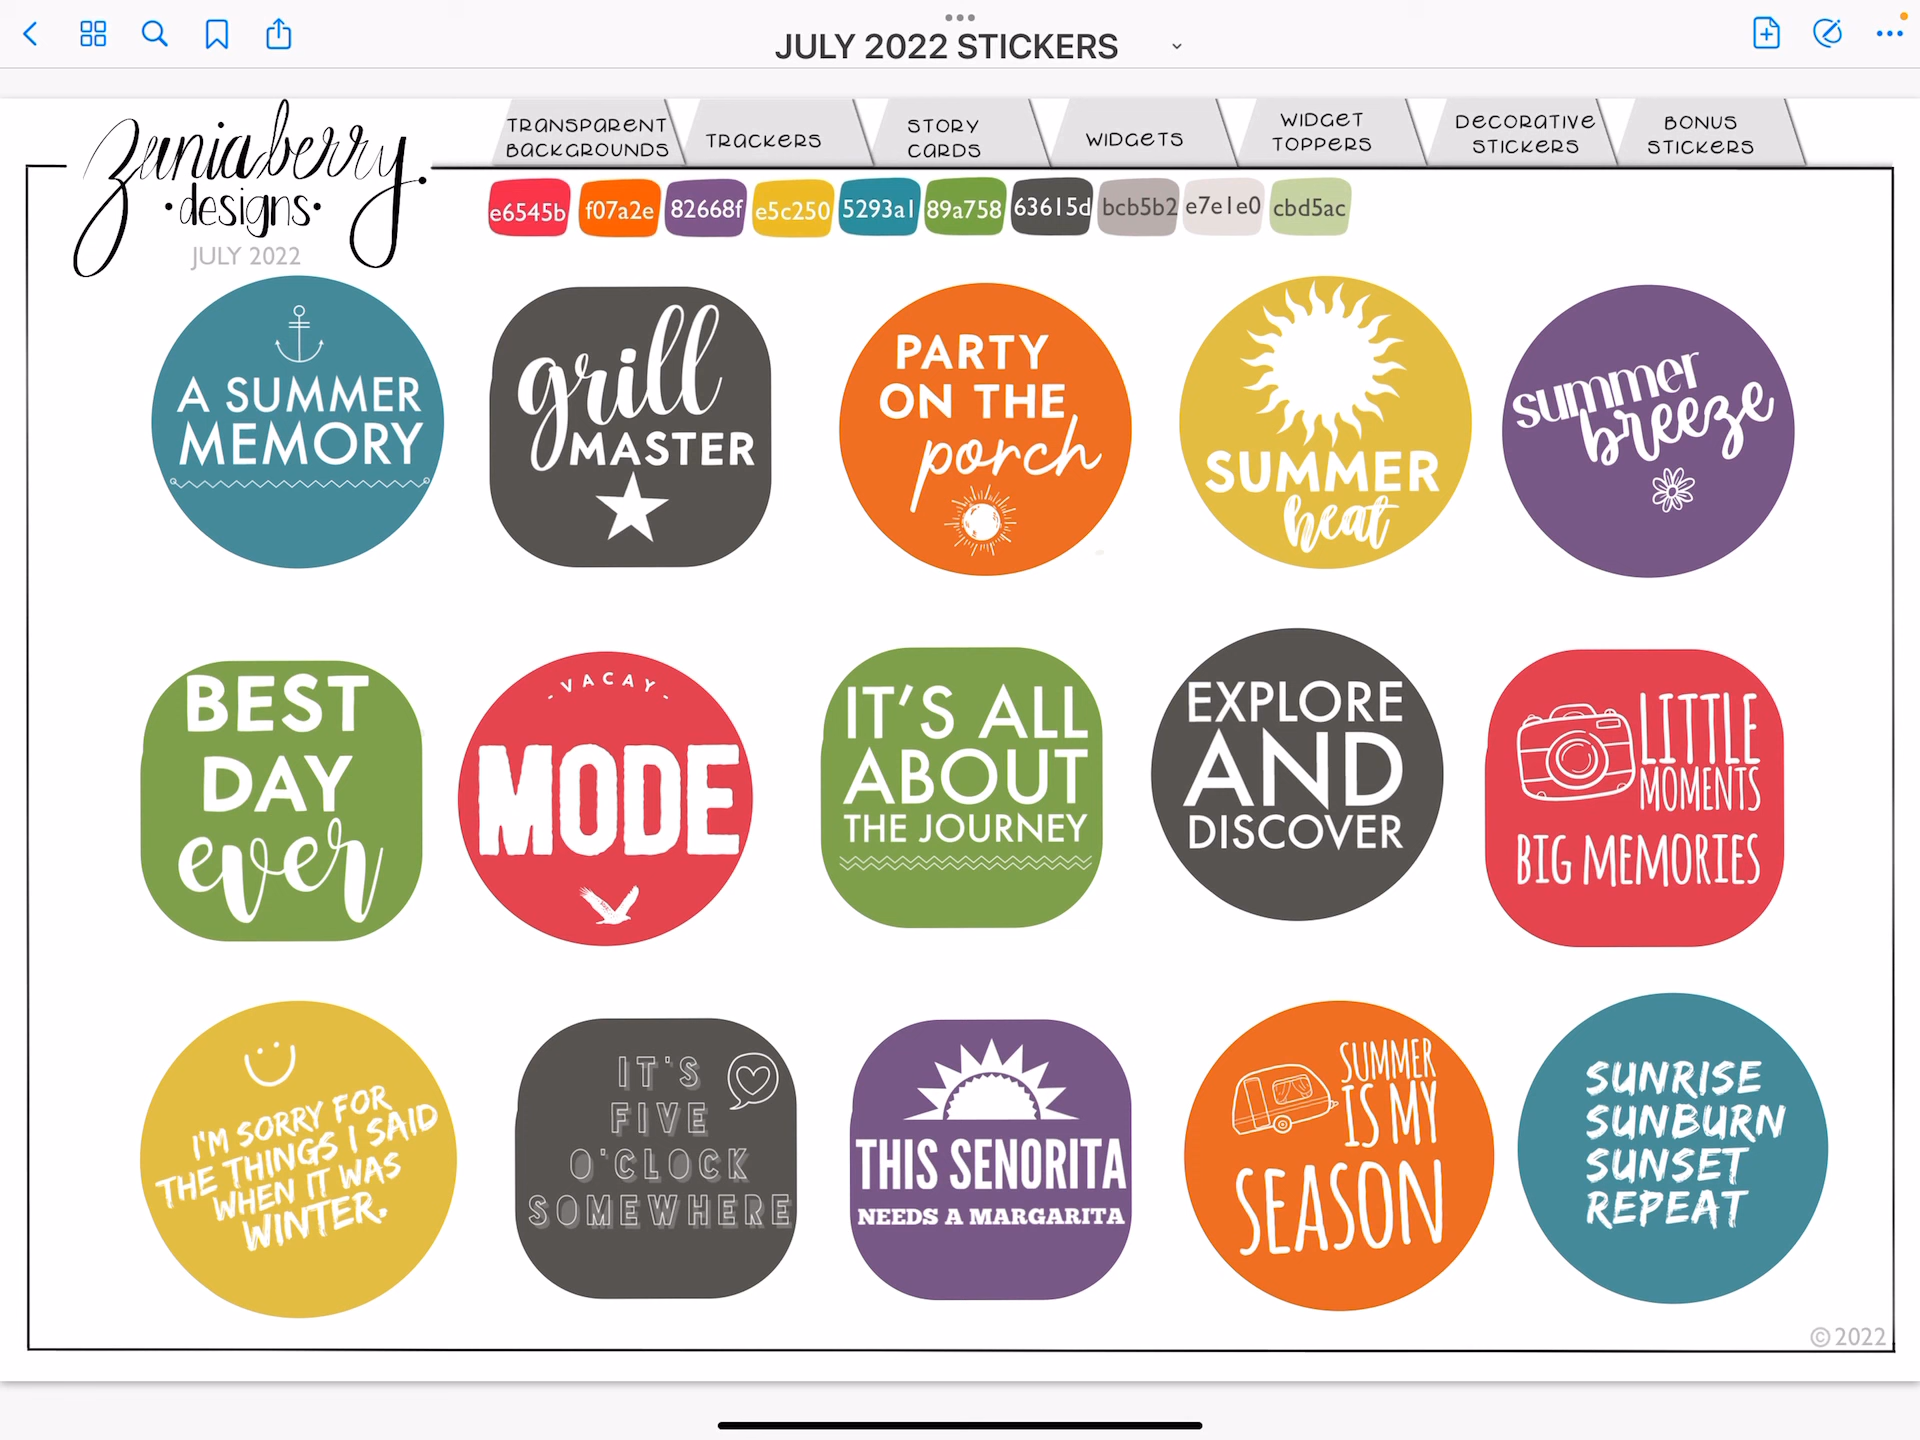 JULY 2022 STICKERS
zuniaberry.
•designs•
JULY 2022
TRANSPARENT
BACKGROUNDS
TRACKERS
STORY
CARDS
WIDGETS
WIDGET
TOPPERS
DECORATIVE
STICKERS
BONUS
STICKERS
e6545b f07a2e 82668f e5c250 5293a1 89a758 63615d bcb5b2 e7e1e0 cbd5ac
A SUMMER
MEMORY
grill
MASTER
PARTY
ON THE
porch
SUMMER
heat
summer
breeze
BEST
DAY
ever
- VACAY -
MODE
IT'S ALL
ABOUT
THE JOURNEY
EXPLORE
AND
DISCOVER
LITTLE
MOMENTS
BIG MEMORIES
I'M SORRY FOR
THE THINGS I SAID
WHEN IT WAS
WINTER.
IT'S
FIVE
O'CLOCK
SOMEWHERE
THIS SENORITA
NEEDS A MARGARITA
SUMMER
IS MY
SEASON
SUNRISE
SUNBURN
SUNSET
REPEAT
© 2022